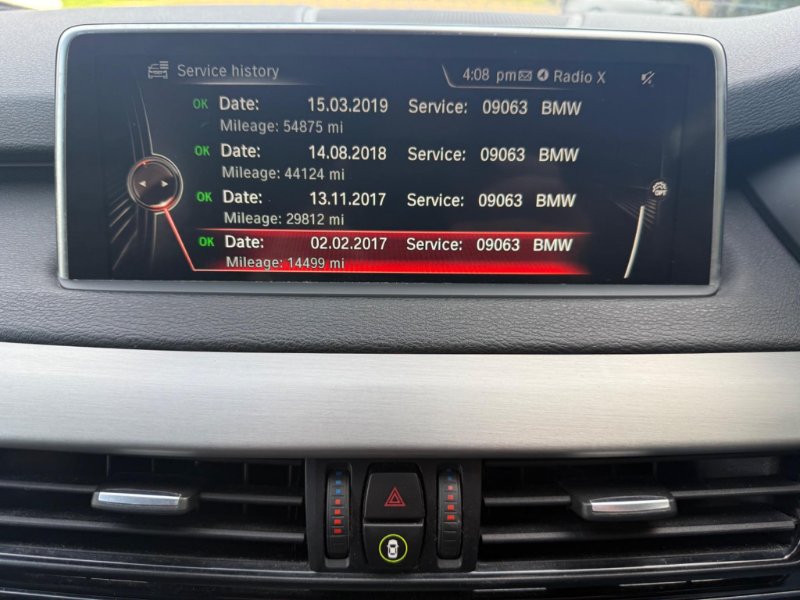 Service history 4:08 pm Radio X
OK Date: 15.03.2019 Service: 09063 BMW
Mileage: 54875 mi
OK Date: 14.08.2018 Service: 09063 BMW
Mileage: 44124 mi
OK Date: 13.11.2017 Service: 09063 BMW
Mileage: 29812 mi
OK Date: 02.02.2017 Service: 09063 BMW
Mileage: 14499 mi
OFF